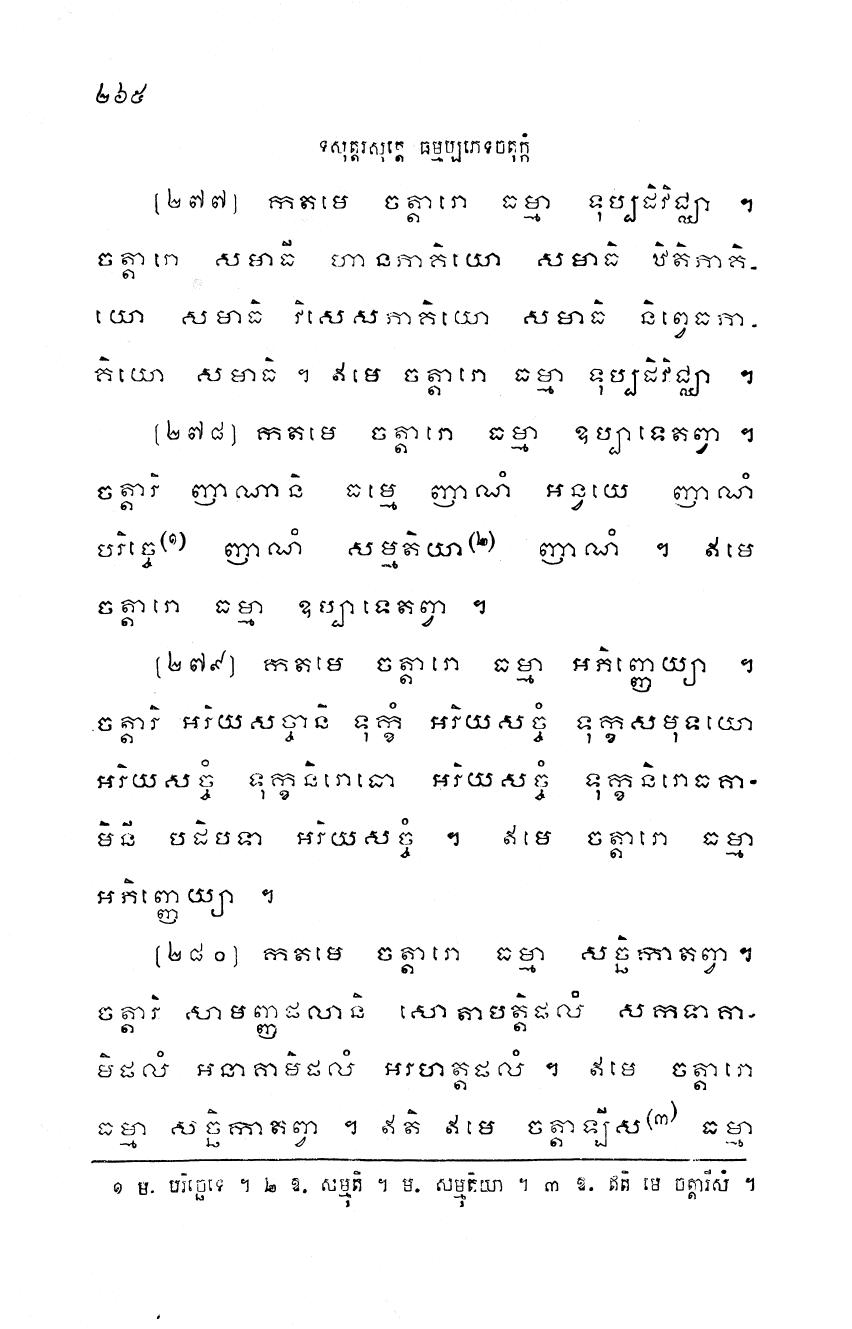 ២៦៥
ទសុត្តរសុត្តេ ធម្មប្បភេទចតុក្កំ
[២៧៧] កតមេ ចត្តារោ ធម្មា ទុប្បដិវិជ្ឈា ។
ចត្តារោ សមាធី ហានភាគិយោ សមាធិ ឋិតិភាគិ-
យោ សមាធិ វិសេសភាគិយោ សមាធិ និព្វេធភា-
គិយោ សមាធិ ។ ឥមេ ចត្តារោ ធម្មា ទុប្បដិវិជ្ឈា ។
[២៧៨] កតមេ ចត្តារោ ធម្មា ឧប្បាទេតព្វា ។
ចត្តារិ ញាណានិ ធម្មេ ញាណំ អន្វយេ ញាណំ
បរិច្ចេ(១) ញាណំ សម្មតិយា(២) ញាណំ ។ ឥមេ
ចត្តារោ ធម្មា ឧប្បាទេតព្វា ។
[២៧៩] កតមេ ចត្តារោ ធម្មា អភិញ្ញេយ្យា ។
ចត្តារិ អរិយសច្ចានិ ទុក្ខំ អរិយសច្ចំ ទុក្ខសមុទយោ
អរិយសច្ចំ ទុក្ខនិរោធោ អរិយសច្ចំ ទុក្ខនិរោធគា-
មិនី បដិបទា អរិយសច្ចំ ។ ឥមេ ចត្តារោ ធម្មា
អភិញ្ញេយ្យា ។
[២៨០] កតមេ ចត្តារោ ធម្មា សច្ឆិកាតព្វា ។
ចត្តារិ សាមញ្ញផលានិ សោតាបត្តិផលំ សកទាគា-
មិផលំ អនាគាមិផលំ អរហត្តផលំ ។ ឥមេ ចត្តារោ
ធម្មា សច្ឆិកាតព្វា ។ ឥតិ ឥមេ ចត្តាឡីស(៣) ធម្មា
១ ម. បរិច្ឆេទេ ។ ២ ឱ. សម្មុតិ ។ ម. សម្មុតិយា ។ ៣ ឱ. ឥតិ មេ ចត្តារីសំ ។